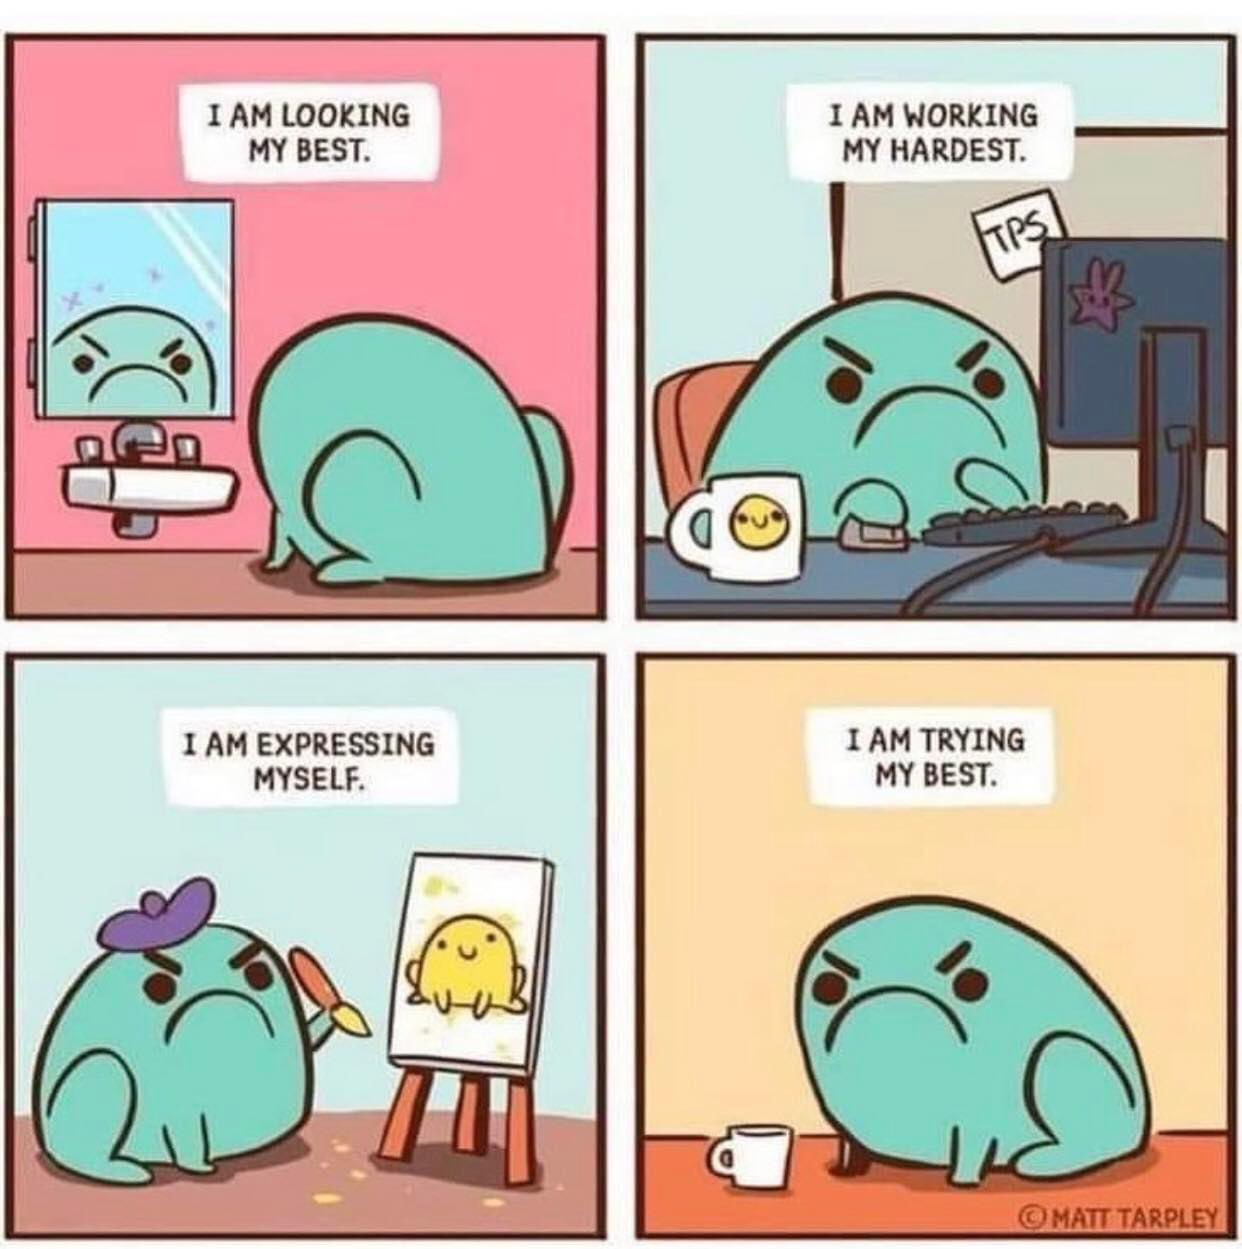 I AM LOOKING
MY BEST.
I AM WORKING
MY HARDEST.
TPS
I AM EXPRESSING
MYSELF.
I AM TRYING
MY BEST.
© MATT TARPLEY